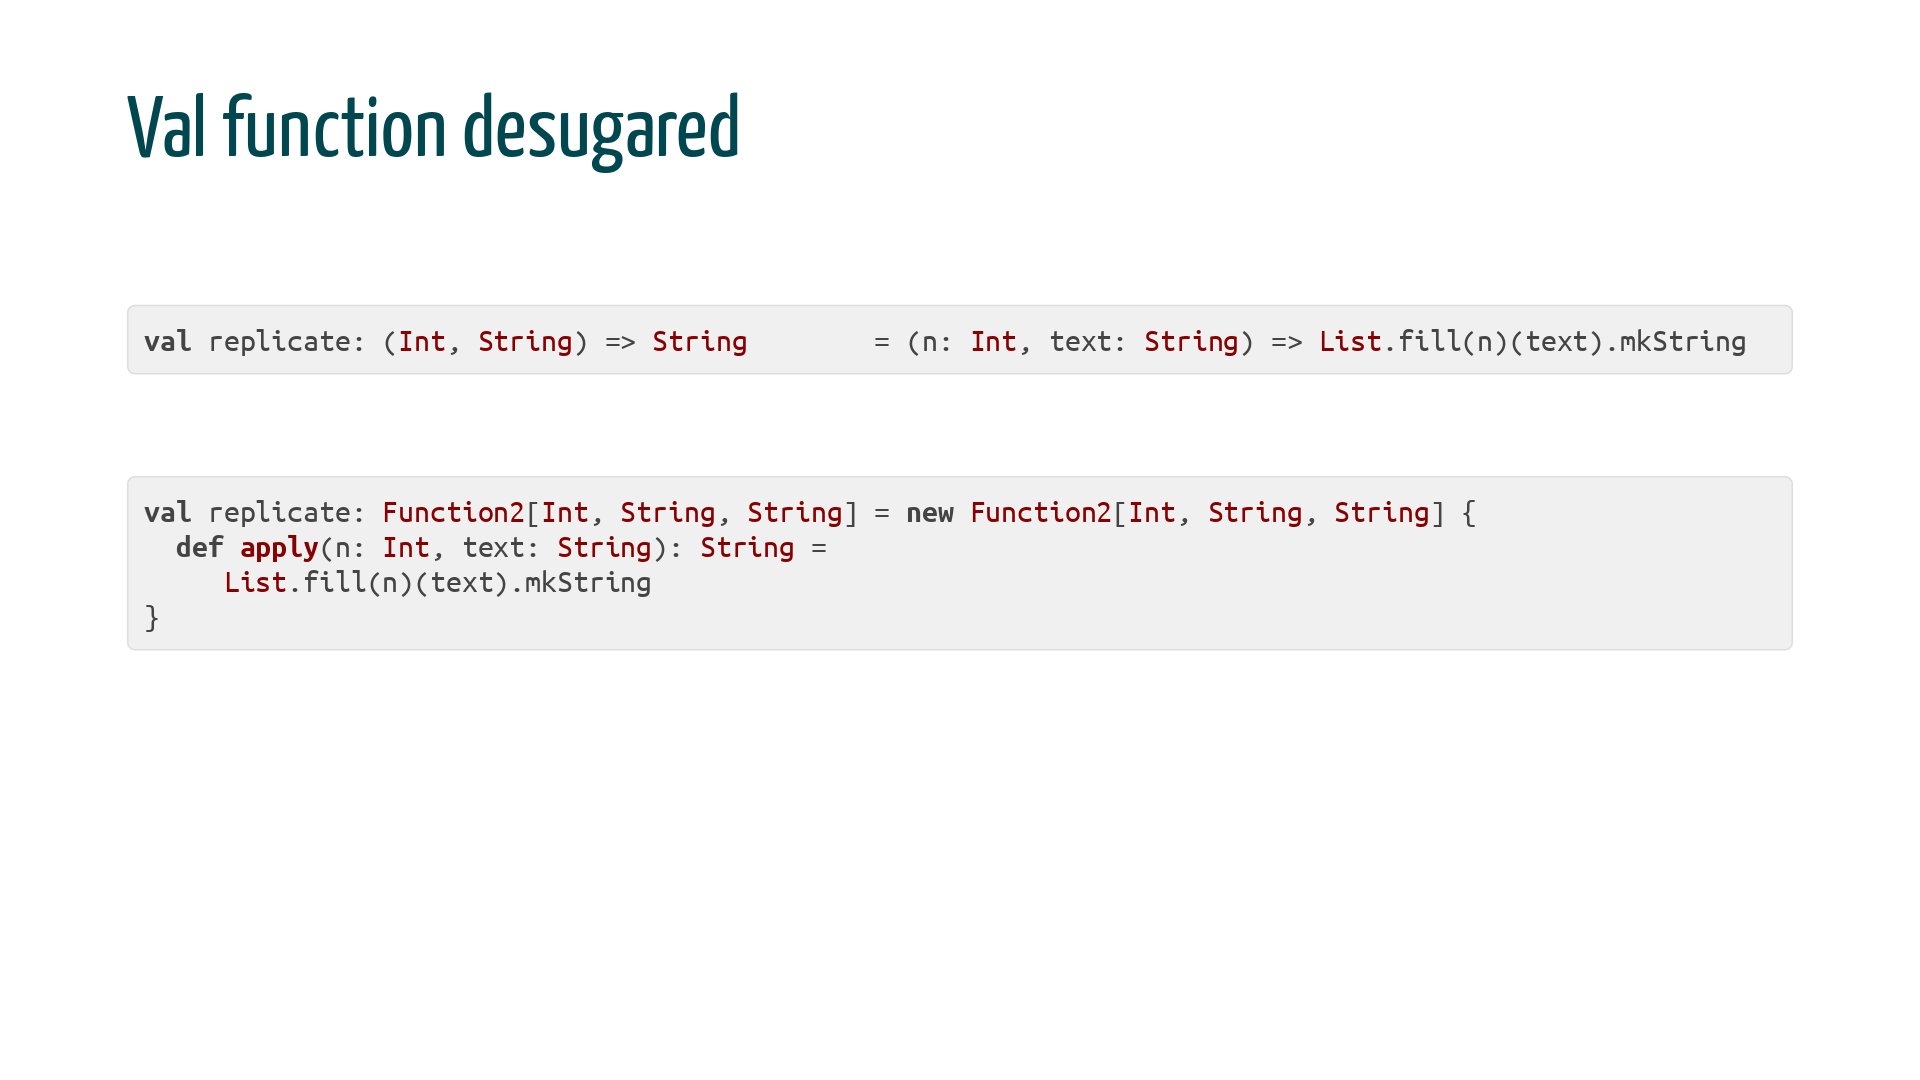 Val function desugared
val replicate: (Int, String) => String        = (n: Int, text: String) => List.fill(n)(text).mkString
val replicate: Function2[Int, String, String] = new Function2[Int, String, String] {
  def apply(n: Int, text: String): String =
     List.fill(n)(text).mkString
}